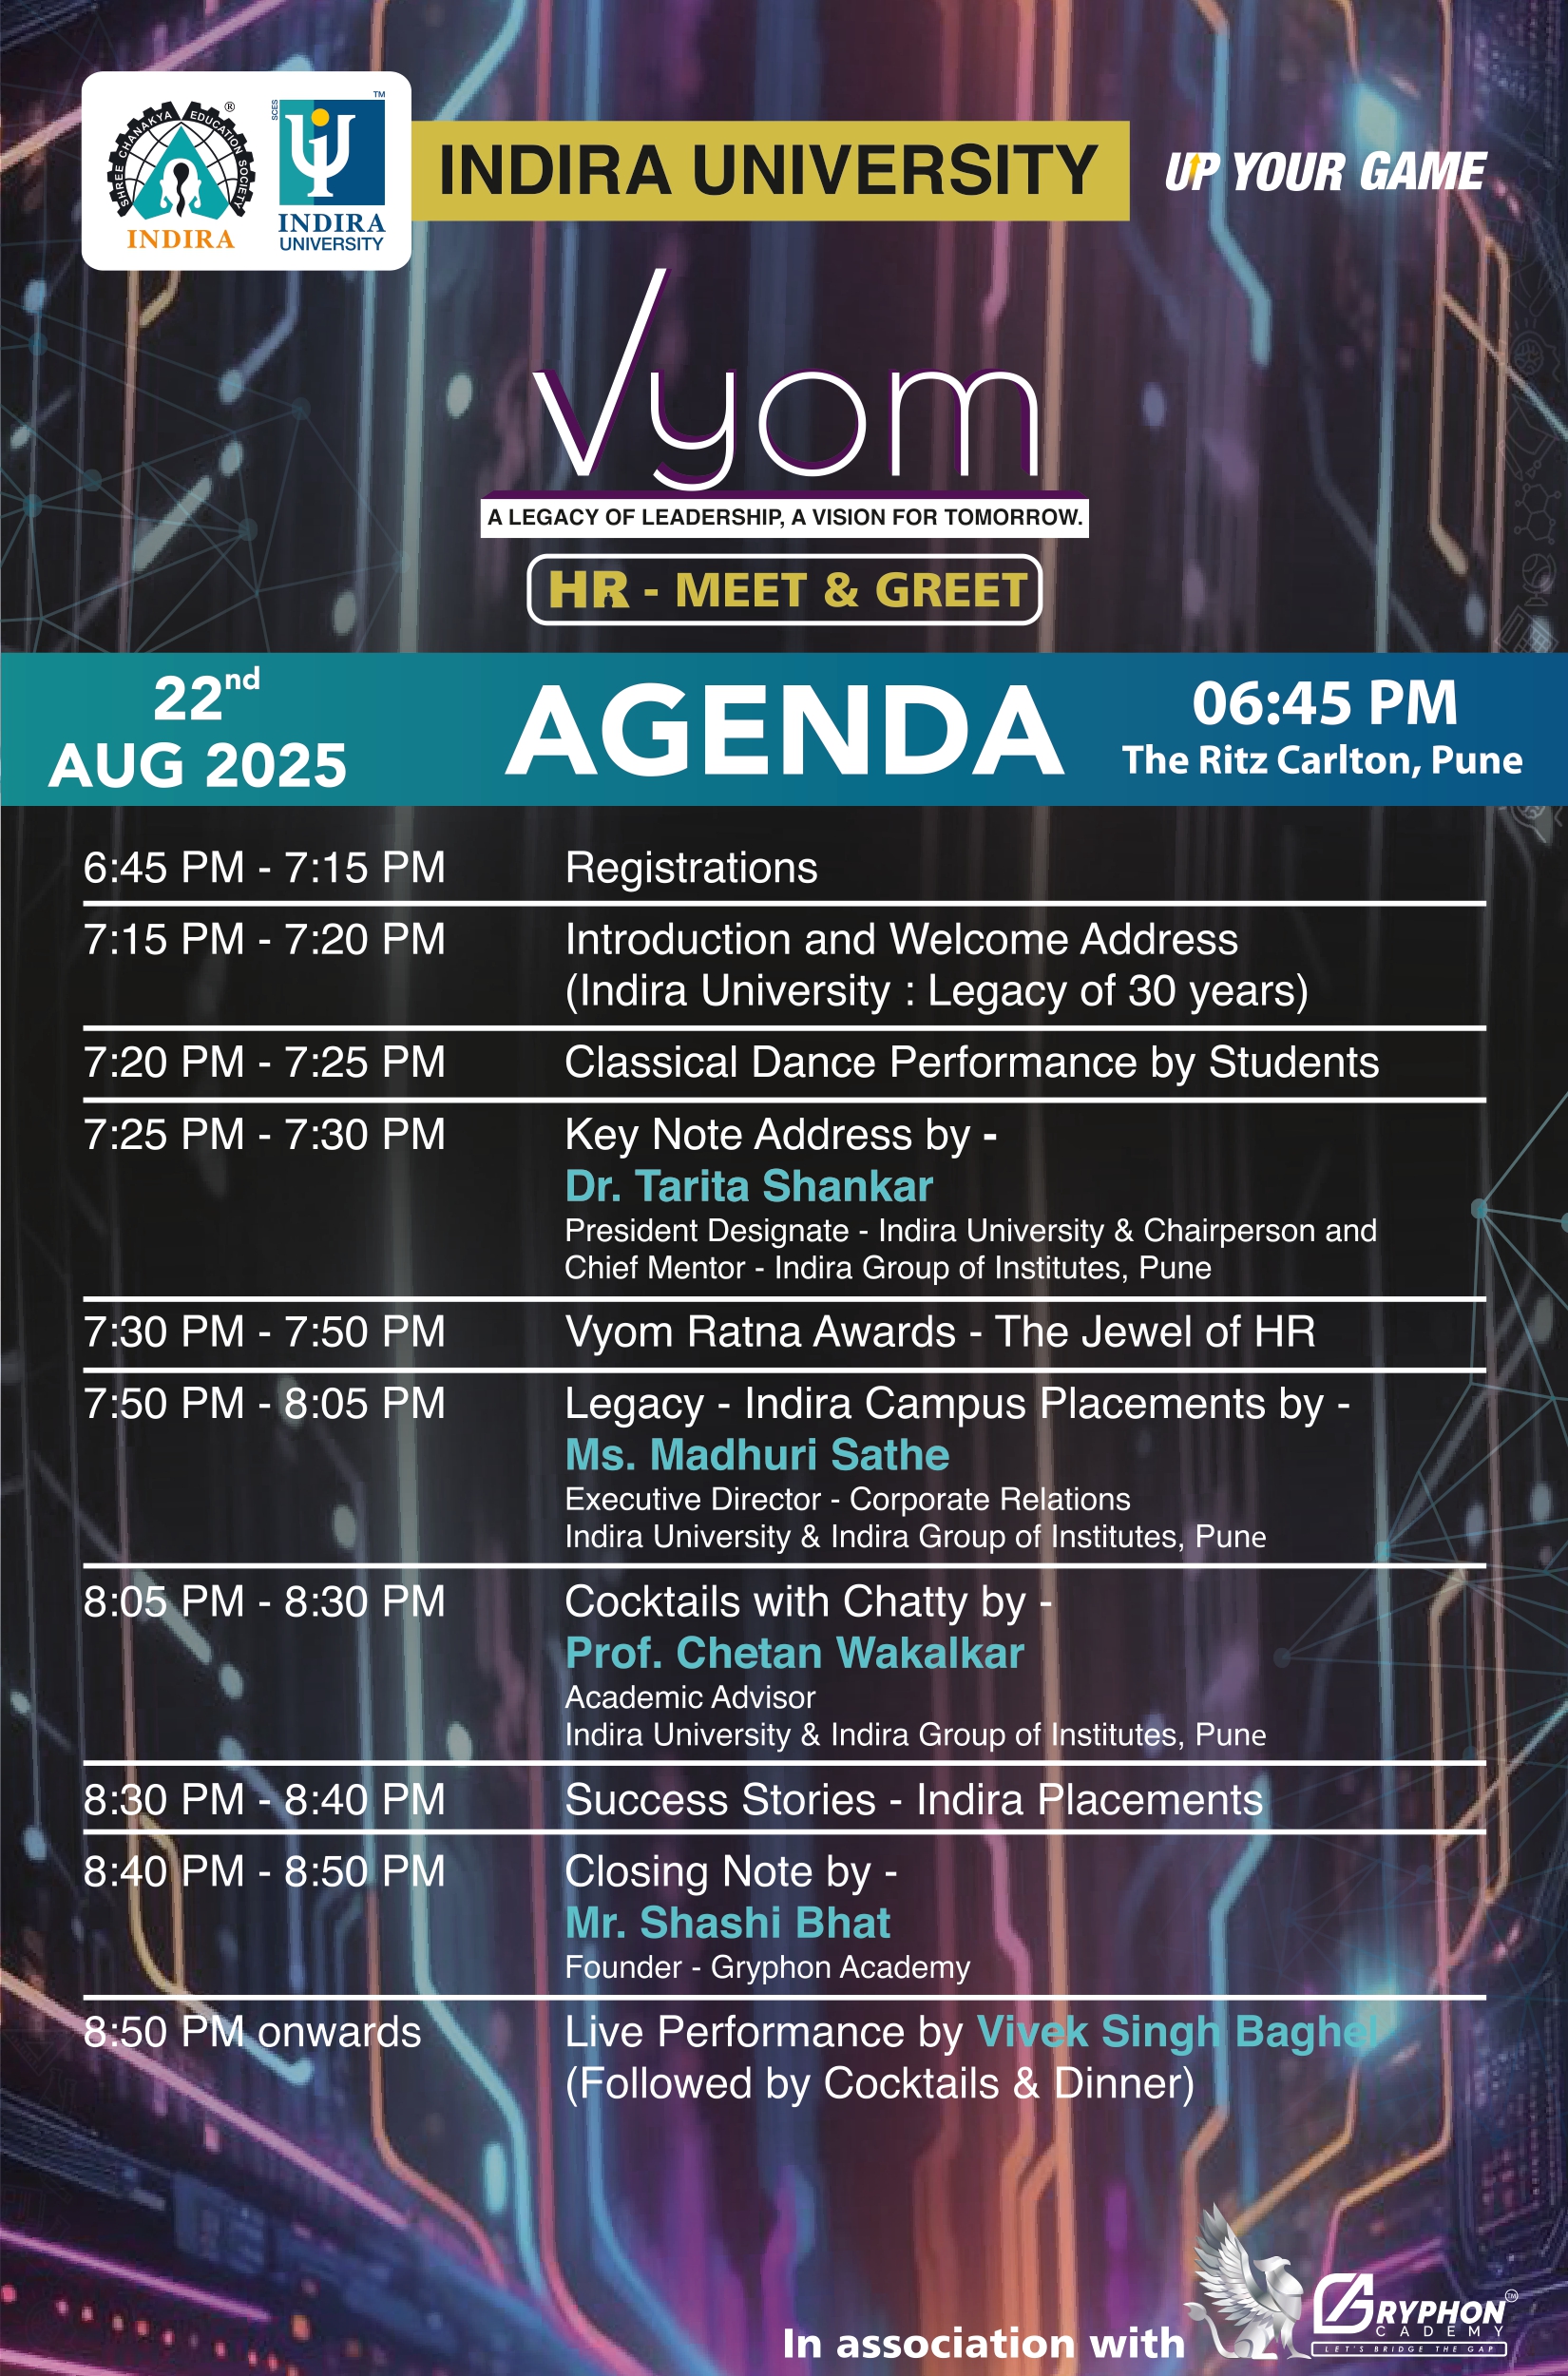 SHREE CHANAKYA EDUCATION SOCIETY
®
INDIRA
SCES
TM
INDIRA
UNIVERSITY
INDIRA UNIVERSITY
UP YOUR GAME
Vyom
A LEGACY OF LEADERSHIP, A VISION FOR TOMORROW.
HR - MEET & GREET
22nd
AUG 2025
AGENDA
06:45 PM
The Ritz Carlton, Pune
6:45 PM - 7:15 PM Registrations
7:15 PM - 7:20 PM Introduction and Welcome Address
(Indira University : Legacy of 30 years)
7:20 PM - 7:25 PM Classical Dance Performance by Students
7:25 PM - 7:30 PM Key Note Address by -
Dr. Tarita Shankar
President Designate - Indira University & Chairperson and
Chief Mentor - Indira Group of Institutes, Pune
7:30 PM - 7:50 PM Vyom Ratna Awards - The Jewel of HR
7:50 PM - 8:05 PM Legacy - Indira Campus Placements by -
Ms. Madhuri Sathe
Executive Director - Corporate Relations
Indira University & Indira Group of Institutes, Pune
8:05 PM - 8:30 PM Cocktails with Chatty by -
Prof. Chetan Wakalkar
Academic Advisor
Indira University & Indira Group of Institutes, Pune
8:30 PM - 8:40 PM Success Stories - Indira Placements
8:40 PM - 8:50 PM Closing Note by -
Mr. Shashi Bhat
Founder - Gryphon Academy
8:50 PM onwards Live Performance by Vivek Singh Baghel
(Followed by Cocktails & Dinner)
In association with
GRYPHON
ACADEMY
TM
LET'S BRIDGE THE GAP